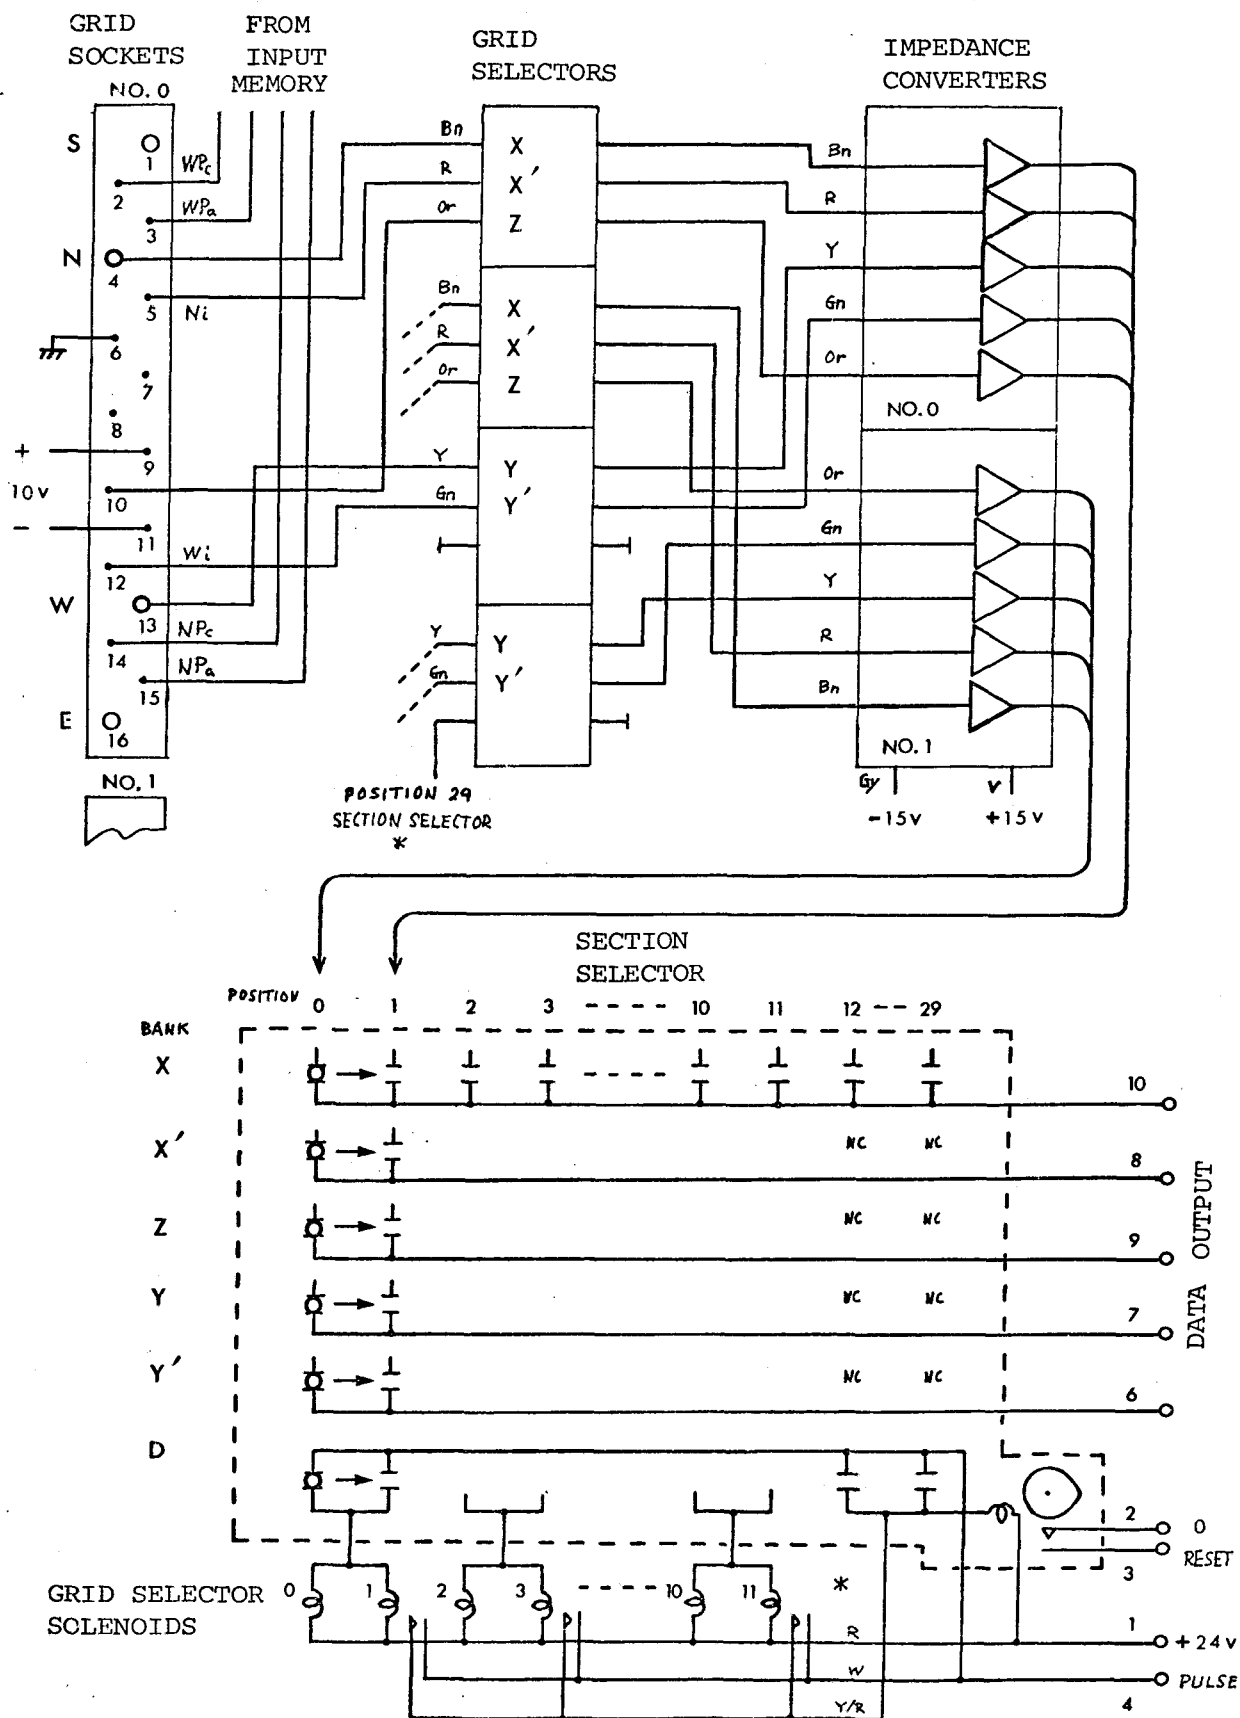 GRID
SOCKETS
FROM
INPUT
MEMORY
GRID
SELECTORS
IMPEDANCE
CONVERTERS
NO. 0
S
1
WPc
2
WPa
3
N
4
5
Ni
6
7
8
+
9
10v
10
-
11
Wi
12
W
13
NPc
14
NPa
15
E
16
NO. 1
Bn
X
R
X'
Or
Z
Bn
X
R
X'
Or
Z
Y
Y
Gn
Y'
Y
Y
Gn
Y'
POSITION 29
SECTION SELECTOR
*
Bn
R
Y
Gn
Or
NO. 0
Or
Gn
Y
R
Bn
NO. 1
Gy
V
-15v
+15v
SECTION
SELECTOR
POSITION
0 1 2 3 ----- 10 11 12 -- 29
BANK
X
10
X'
NC NC
8
Z
NC NC
9
Y
NC NC
7
Y'
NC NC
6
DATA OUTPUT
D
2
0
RESET
3
GRID SELECTOR
SOLENOIDS
0 1 2 3 ----- 10 11 *
R
1
+24v
W
PULSE
Y/R
4